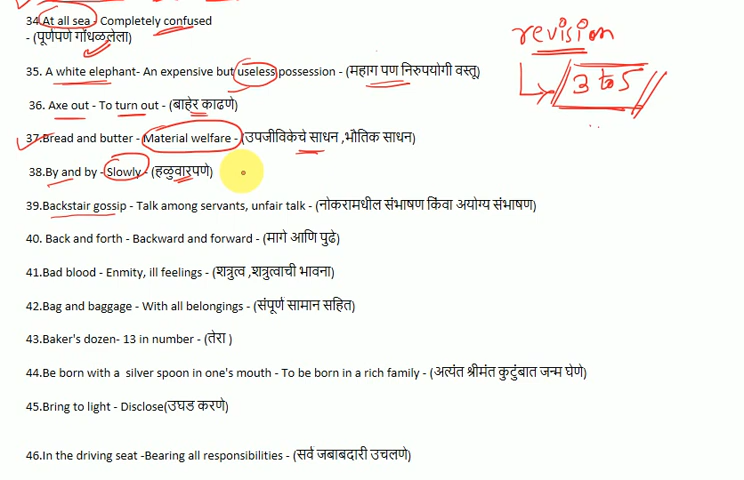 34.At all sea - Completely confused
- (पूर्णपणे गोंधळलेला)
revision
3 to 5
35. A white elephant- An expensive but useless possession - (महाग पण निरुपयोगी वस्तू)
36. Axe out - To turn out - (बाहेर काढणे)
37.Bread and butter - Material welfare - (उपजीविकेचे साधन ,भौतिक साधन)
38.By and by - Slowly - (हळुवारपणे)
39.Backstair gossip - Talk among servants, unfair talk - (नोकरामधील संभाषण किंवा अयोग्य संभाषण)
40. Back and forth - Backward and forward - (मागे आणि पुढे)
41.Bad blood - Enmity, ill feelings - (शत्रुत्व ,शत्रुत्वाची भावना)
42.Bag and baggage - With all belongings - (संपूर्ण सामान सहित)
43.Baker's dozen- 13 in number - (तेरा )
44.Be born with a silver spoon in one's mouth - To be born in a rich family - (अत्यंत श्रीमंत कुटुंबात जन्म घेणे)
45.Bring to light - Disclose(उघड करणे)
46.In the driving seat -Bearing all responsibilities - (सर्व जबाबदारी उचलणे)